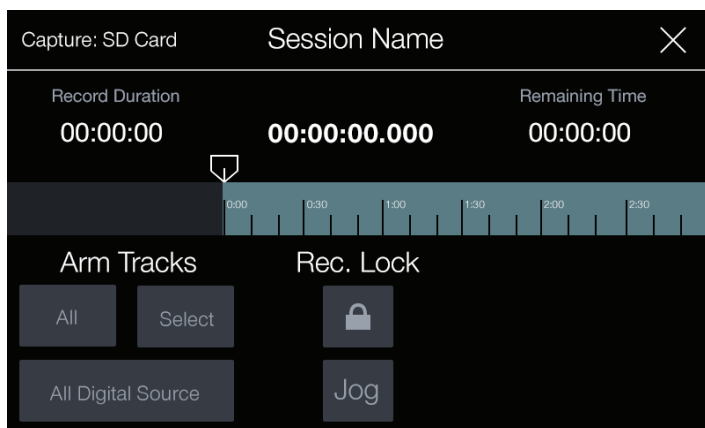 Capture: SD Card Session Name
Record Duration Remaining Time
00:00:00 00:00:00.000 00:00:00
0:00 0:30 1:00 1:30 2:00 2:30
Arm Tracks Rec. Lock
All Select
All Digital Source Jog